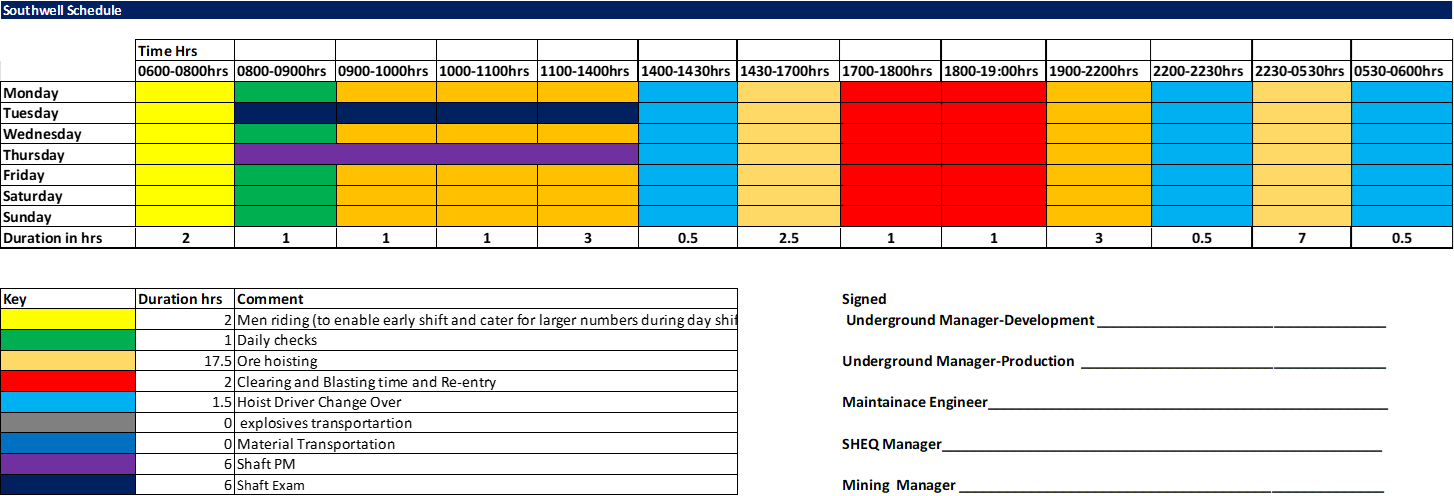 Southwell Schedule
Time Hrs
0600-0800hrs 0800-0900hrs 0900-1000hrs 1000-1100hrs 1100-1400hrs 1400-1430hrs 1430-1700hrs 1700-1800hrs 1800-19:00hrs 1900-2200hrs 2200-2230hrs 2230-0530hrs 0530-0600hrs
Monday
Tuesday
Wednesday
Thursday
Friday
Saturday
Sunday
Duration in hrs 2 1 1 1 3 0.5 2.5 1 1 3 0.5 7 0.5
Key Duration hrs Comment
2 Men riding (to enable early shift and cater for larger numbers during day shif
1 Daily checks
17.5 Ore hoisting
2 Clearing and Blasting time and Re-entry
1.5 Hoist Driver Change Over
0 explosives transportartion
0 Material Transportation
6 Shaft PM
6 Shaft Exam
Signed
Underground Manager-Development
Underground Manager-Production
Maintainace Engineer
SHEQ Manager
Mining Manager